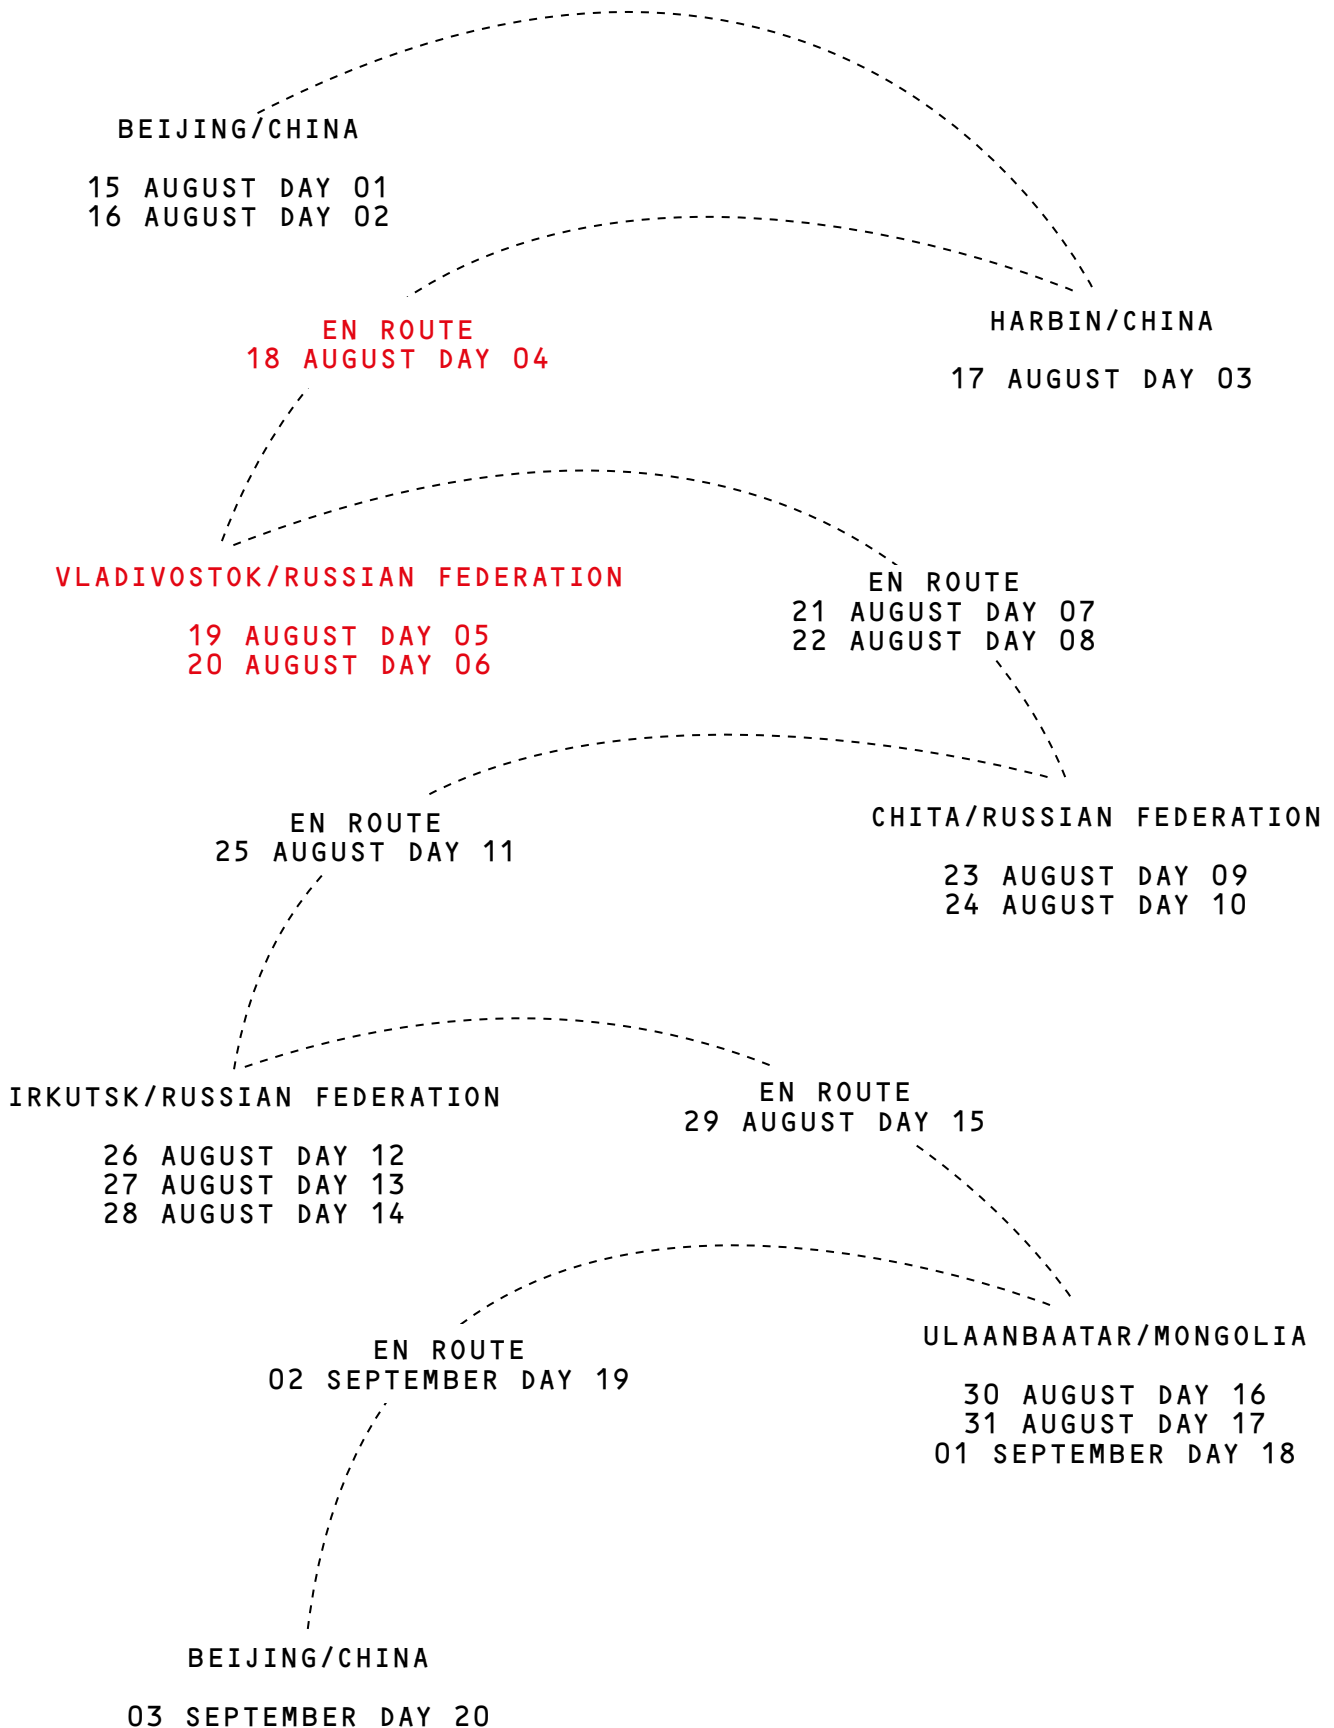 BEIJING/CHINA
15 AUGUST DAY 01
16 AUGUST DAY 02
HARBIN/CHINA
17 AUGUST DAY 03
EN ROUTE
18 AUGUST DAY 04
VLADIVOSTOK/RUSSIAN FEDERATION
19 AUGUST DAY 05
20 AUGUST DAY 06
EN ROUTE
21 AUGUST DAY 07
22 AUGUST DAY 08
CHITA/RUSSIAN FEDERATION
23 AUGUST DAY 09
24 AUGUST DAY 10
EN ROUTE
25 AUGUST DAY 11
IRKUTSK/RUSSIAN FEDERATION
26 AUGUST DAY 12
27 AUGUST DAY 13
28 AUGUST DAY 14
EN ROUTE
29 AUGUST DAY 15
ULAANBAATAR/MONGOLIA
30 AUGUST DAY 16
31 AUGUST DAY 17
01 SEPTEMBER DAY 18
EN ROUTE
02 SEPTEMBER DAY 19
BEIJING/CHINA
03 SEPTEMBER DAY 20